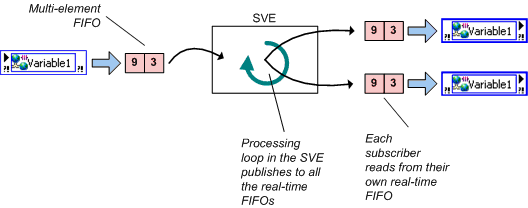 Multi-element
FIFO
SVE
Variable1
9 3
9 3
Variable1
9 3
Variable1
Processing
loop in the SVE
publishes to all
the real-time
FIFOs
Each
subscriber
reads from their
own real-time
FIFO